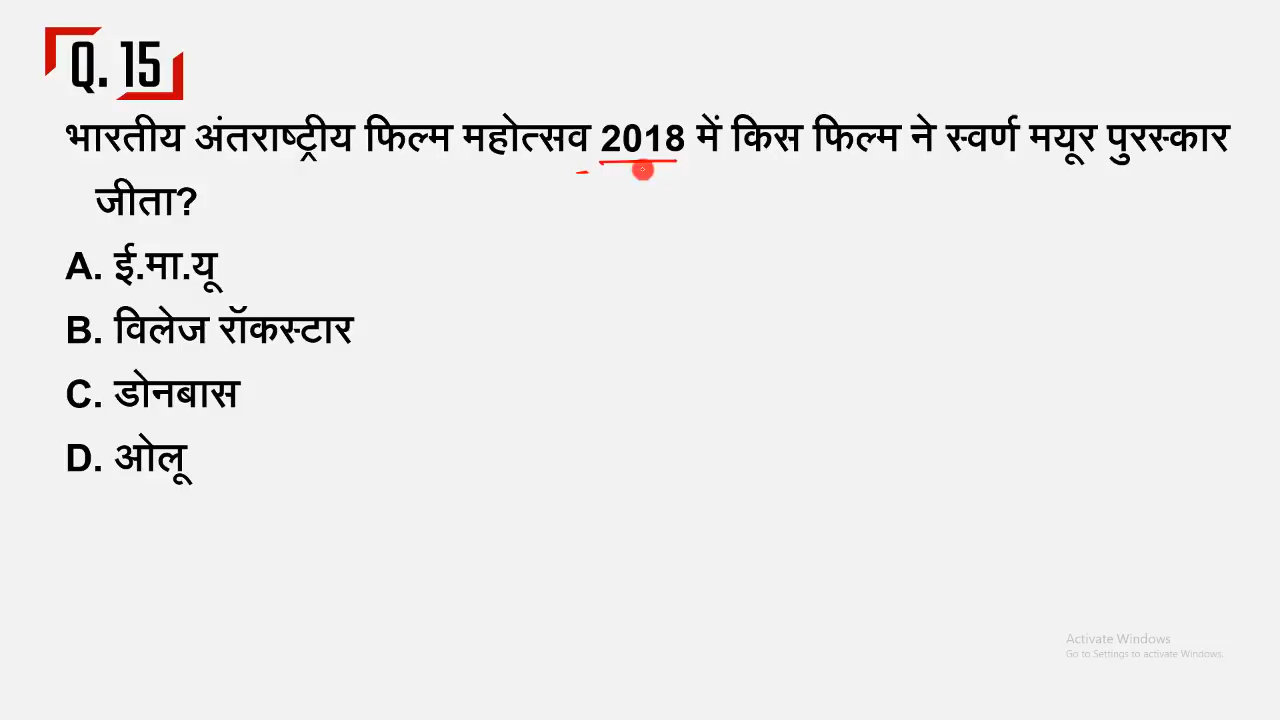 Q. 15
भारतीय अंतराष्ट्रीय फिल्म महोत्सव 2018 में किस फिल्म ने स्वर्ण मयूर पुरस्कार
जीता?
A. ई.मा.यू
B. विलेज रॉकस्टार
C. डोनबास
D. ओलू
Activate Windows
Go to Settings to activate Windows.